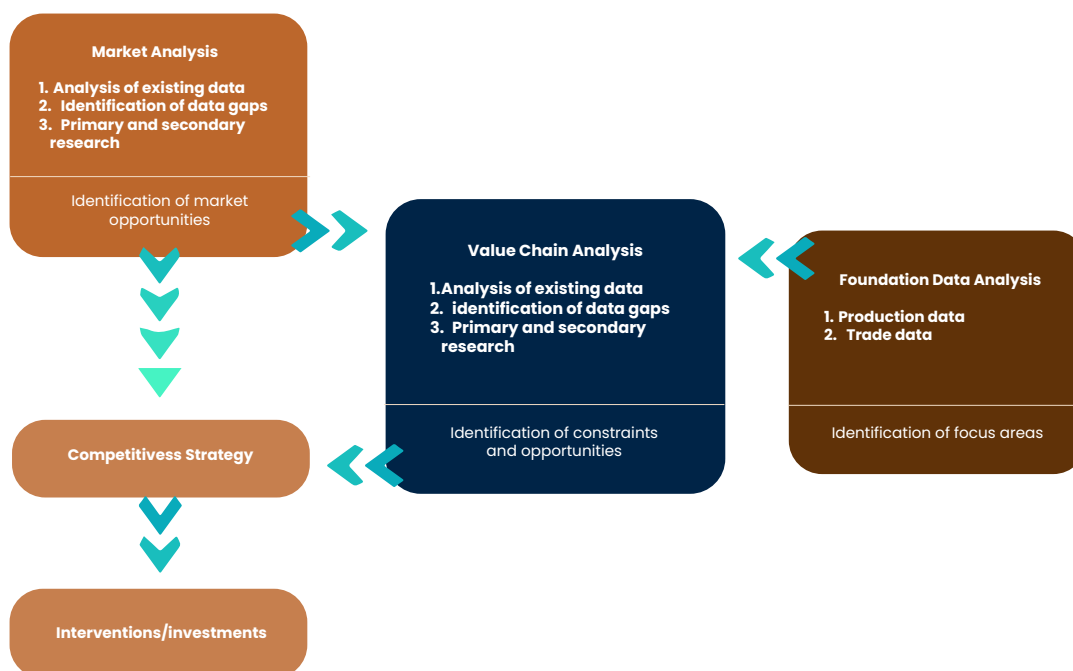 Market Analysis
1. Analysis of existing data
2. Identification of data gaps
3. Primary and secondary
research
Identification of market
opportunities
Value Chain Analysis
1.Analysis of existing data
2. identification of data gaps
3. Primary and secondary
research
Identification of constraints
and opportunities
Foundation Data Analysis
1. Production data
2. Trade data
Identification of focus areas
Competitivess Strategy
Interventions/investments